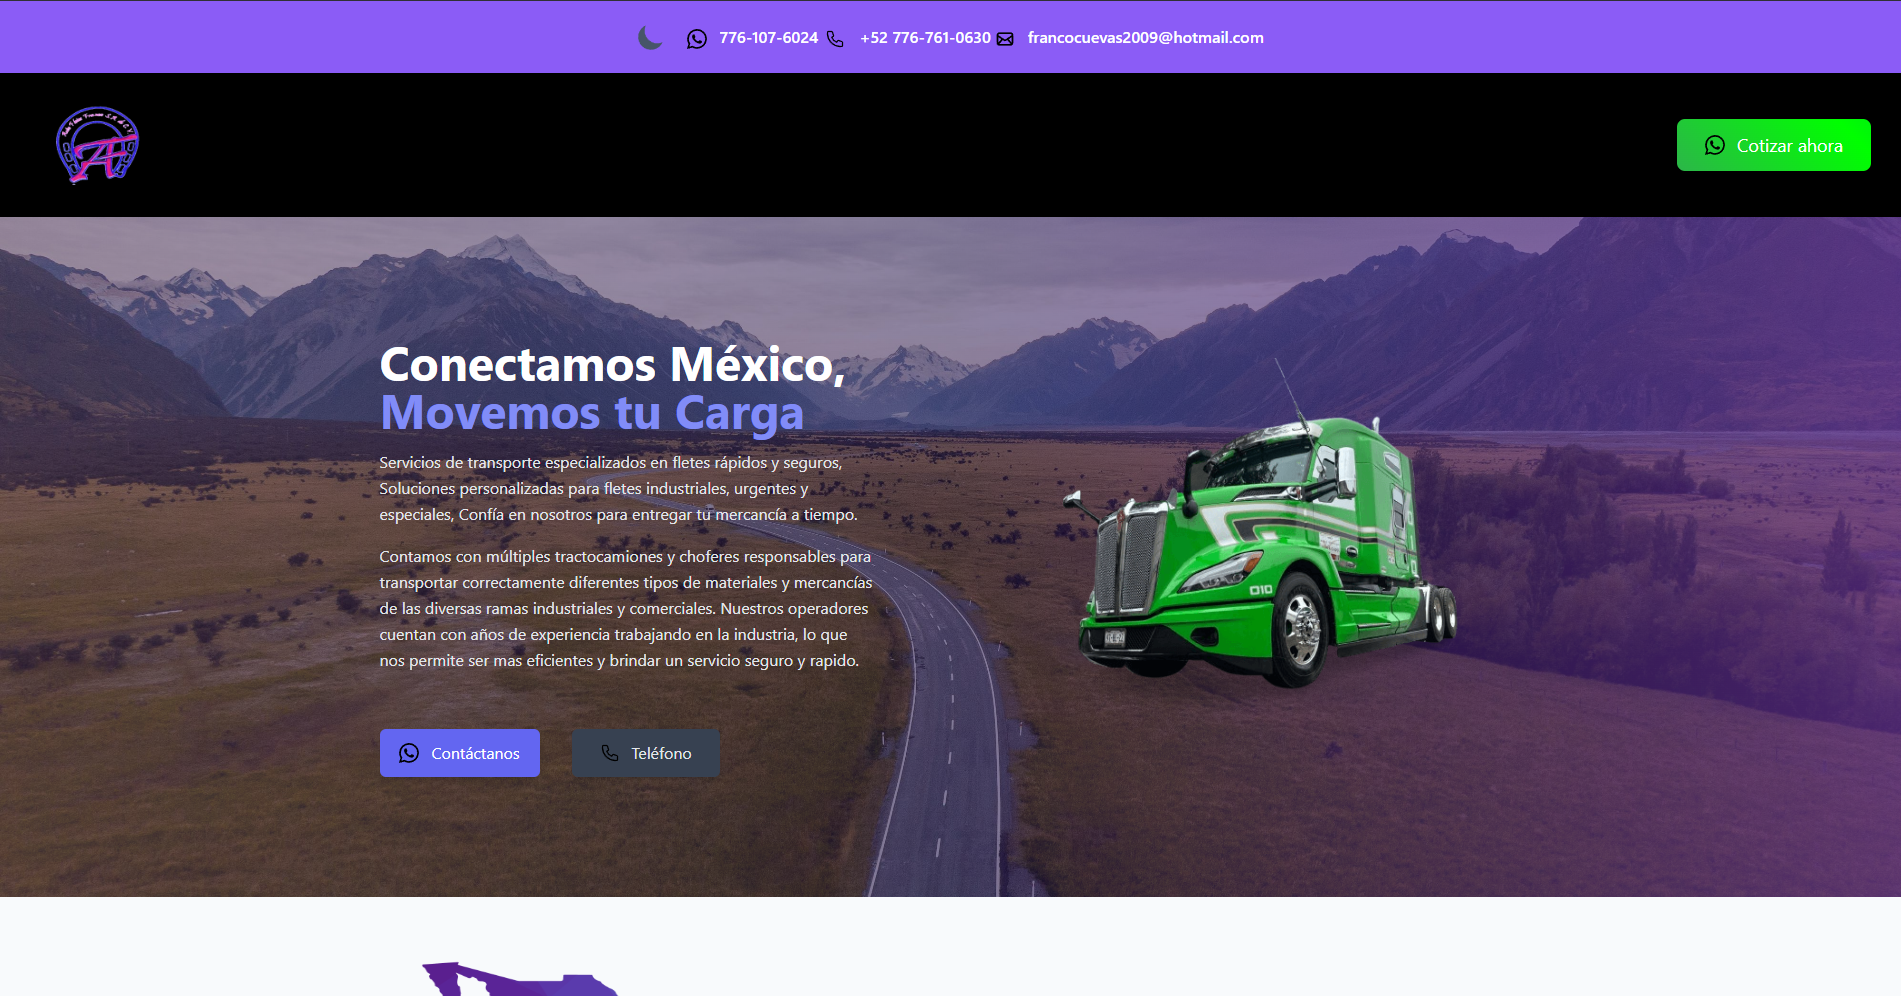 776-107-6024 +52 776-761-0630 francocuevas2009@hotmail.com
Cotizar ahora
Conectamos México,
Movemos tu Carga
Servicios de transporte especializados en fletes rápidos y seguros,
Soluciones personalizadas para fletes industriales, urgentes y
especiales, Confía en nosotros para entregar tu mercancía a tiempo.
Contamos con múltiples tractocamiones y choferes responsables para
transportar correctamente diferentes tipos de materiales y mercancías
de las diversas ramas industriales y comerciales. Nuestros operadores
cuentan con años de experiencia trabajando en la industria, lo que
nos permite ser mas eficientes y brindar un servicio seguro y rapido.
010
Contáctanos
Teléfono